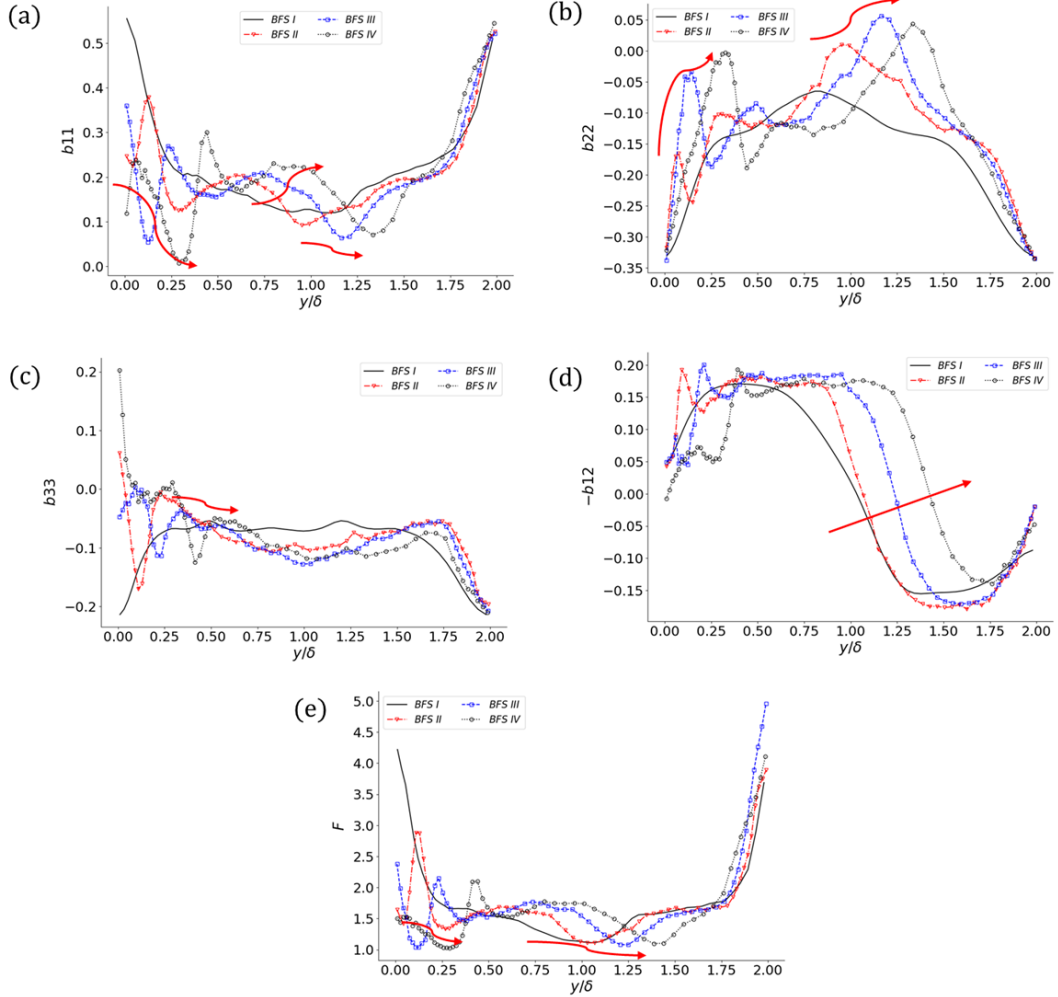 (a)
BFS I
BFS III
BFS II
BFS IV
b11
0.5
0.4
0.3
0.2
0.1
0.0
0.00 0.25 0.50 0.75 1.00 1.25 1.50 1.75 2.00
y/δ
(b)
BFS I
BFS III
BFS II
BFS IV
b22
0.05
0.00
−0.05
−0.10
−0.15
−0.20
−0.25
−0.30
−0.35
0.00 0.25 0.50 0.75 1.00 1.25 1.50 1.75 2.00
y/δ
(c)
BFS I
BFS III
BFS II
BFS IV
b33
0.2
0.1
0.0
−0.1
−0.2
0.00 0.25 0.50 0.75 1.00 1.25 1.50 1.75 2.00
y/δ
(d)
BFS I
BFS III
BFS II
BFS IV
−b12
0.20
0.15
0.10
0.05
0.00
−0.05
−0.10
−0.15
0.00 0.25 0.50 0.75 1.00 1.25 1.50 1.75 2.00
y/δ
(e)
BFS I
BFS III
BFS II
BFS IV
F
5.0
4.5
4.0
3.5
3.0
2.5
2.0
1.5
1.0
0.00 0.25 0.50 0.75 1.00 1.25 1.50 1.75 2.00
y/δ